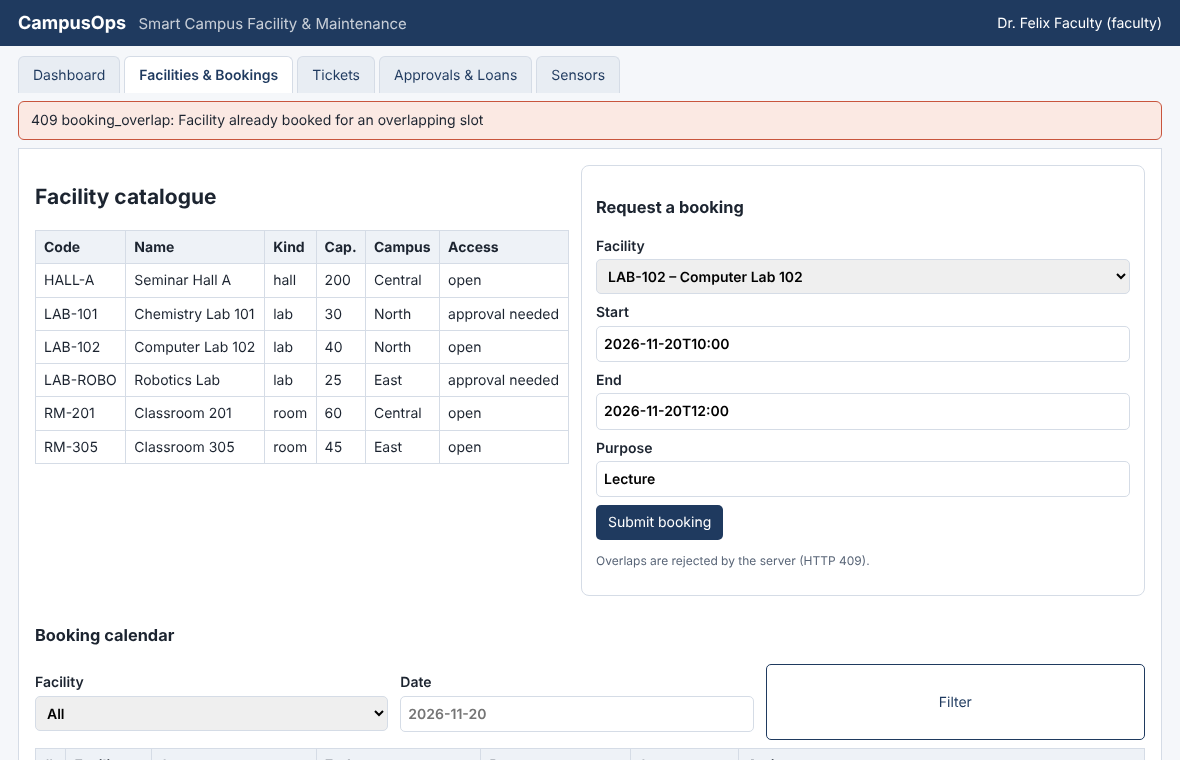 CampusOps Smart Campus Facility & Maintenance Dr. Felix Faculty (faculty)
Dashboard Facilities & Bookings Tickets Approvals & Loans Sensors
409 booking_overlap: Facility already booked for an overlapping slot
Facility catalogue
Code Name Kind Cap. Campus Access
HALL-A Seminar Hall A hall 200 Central open
LAB-101 Chemistry Lab 101 lab 30 North approval needed
LAB-102 Computer Lab 102 lab 40 North open
LAB-ROBO Robotics Lab lab 25 East approval needed
RM-201 Classroom 201 room 60 Central open
RM-305 Classroom 305 room 45 East open
Request a booking
Facility
LAB-102 – Computer Lab 102
Start
2026-11-20T10:00
End
2026-11-20T12:00
Purpose
Lecture
Submit booking
Overlaps are rejected by the server (HTTP 409).
Booking calendar
Facility Date
All 2026-11-20 Filter